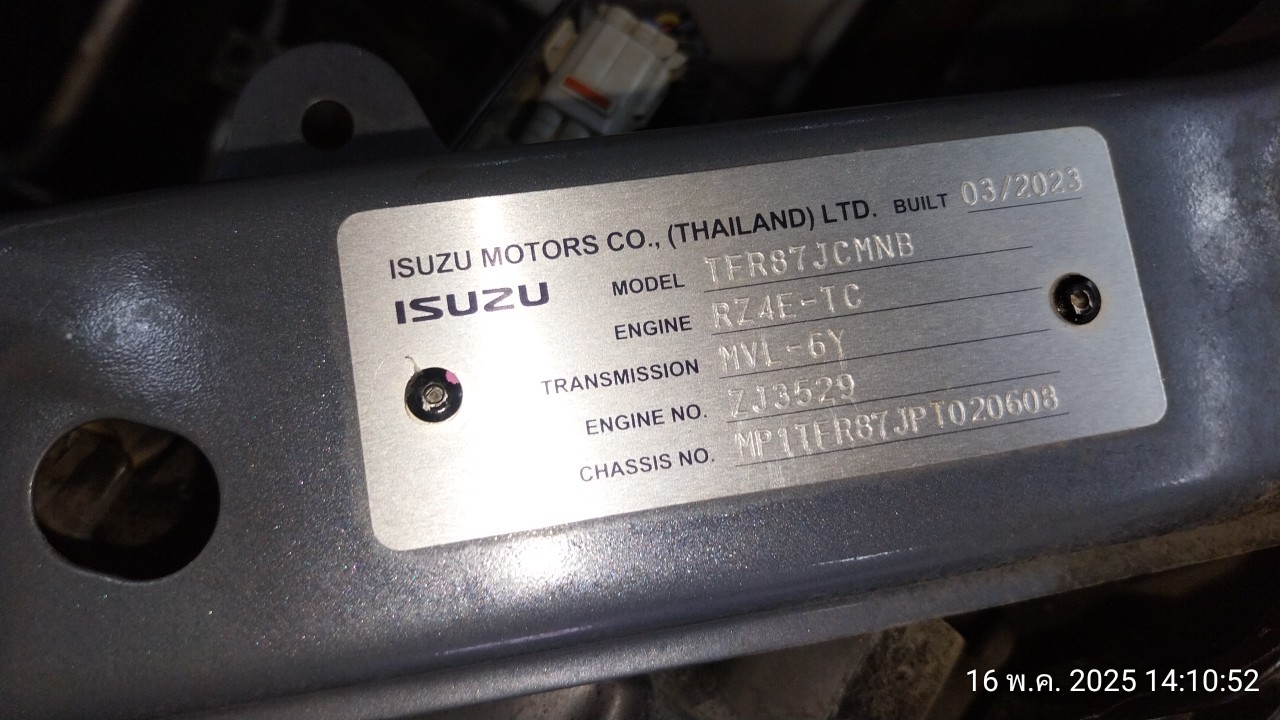 ISUZU MOTORS CO., (THAILAND) LTD. BUILT 03/2023
ISUZU MODEL TFR87JCMNB
ENGINE RZ4E-TC
TRANSMISSION MVL-6Y
ENGINE NO. ZJ3529
CHASSIS NO. MP1TFR87JPT020608
16 พ.ค. 2025 14:10:52